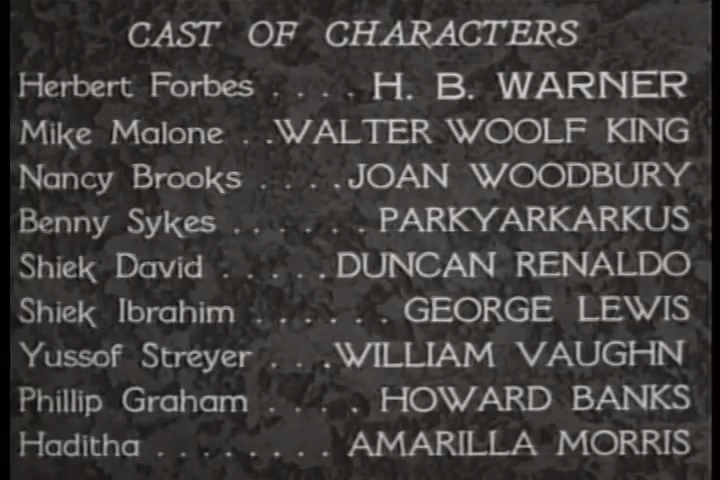 CAST OF CHARACTERS
Herbert Forbes . . . . H. B. WARNER
Mike Malone . . WALTER WOOLF KING
Nancy Brooks . . . . JOAN WOODBURY
Benny Sykes . . . . . . PARKYARKARKUS
Shiek David . . . . . DUNCAN RENALDO
Shiek Ibrahim . . . . . . GEORGE LEWIS
Yussof Streyer . . . WILLIAM VAUGHN
Phillip Graham . . . . HOWARD BANKS
Haditha . . . . . . . . AMARILLA MORRIS